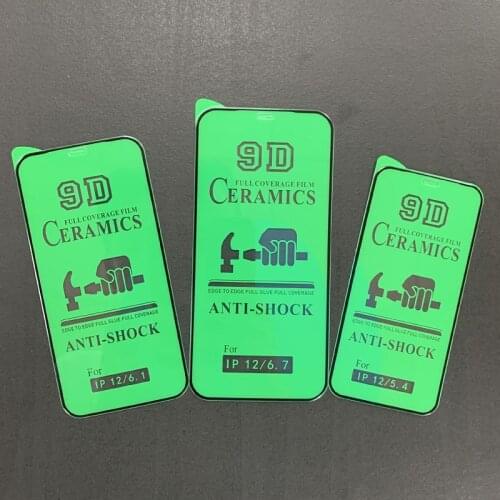 9D
FULL COVERAGE FILM
CERAMICS
EDGE TO EDGE FULL GLUE FULL COVERAGE
ANTI-SHOCK
For
IP 12/6.1
9D
FULL COVERAGE FILM
CERAMICS
EDGE TO EDGE FULL GLUE FULL COVERAGE
ANTI-SHOCK
For
IP 12/6.7
9D
FULL COVERAGE FILM
CERAMICS
EDGE TO EDGE FULL GLUE FULL COVERAGE
ANTI-SHOCK
For
IP 12/5.4